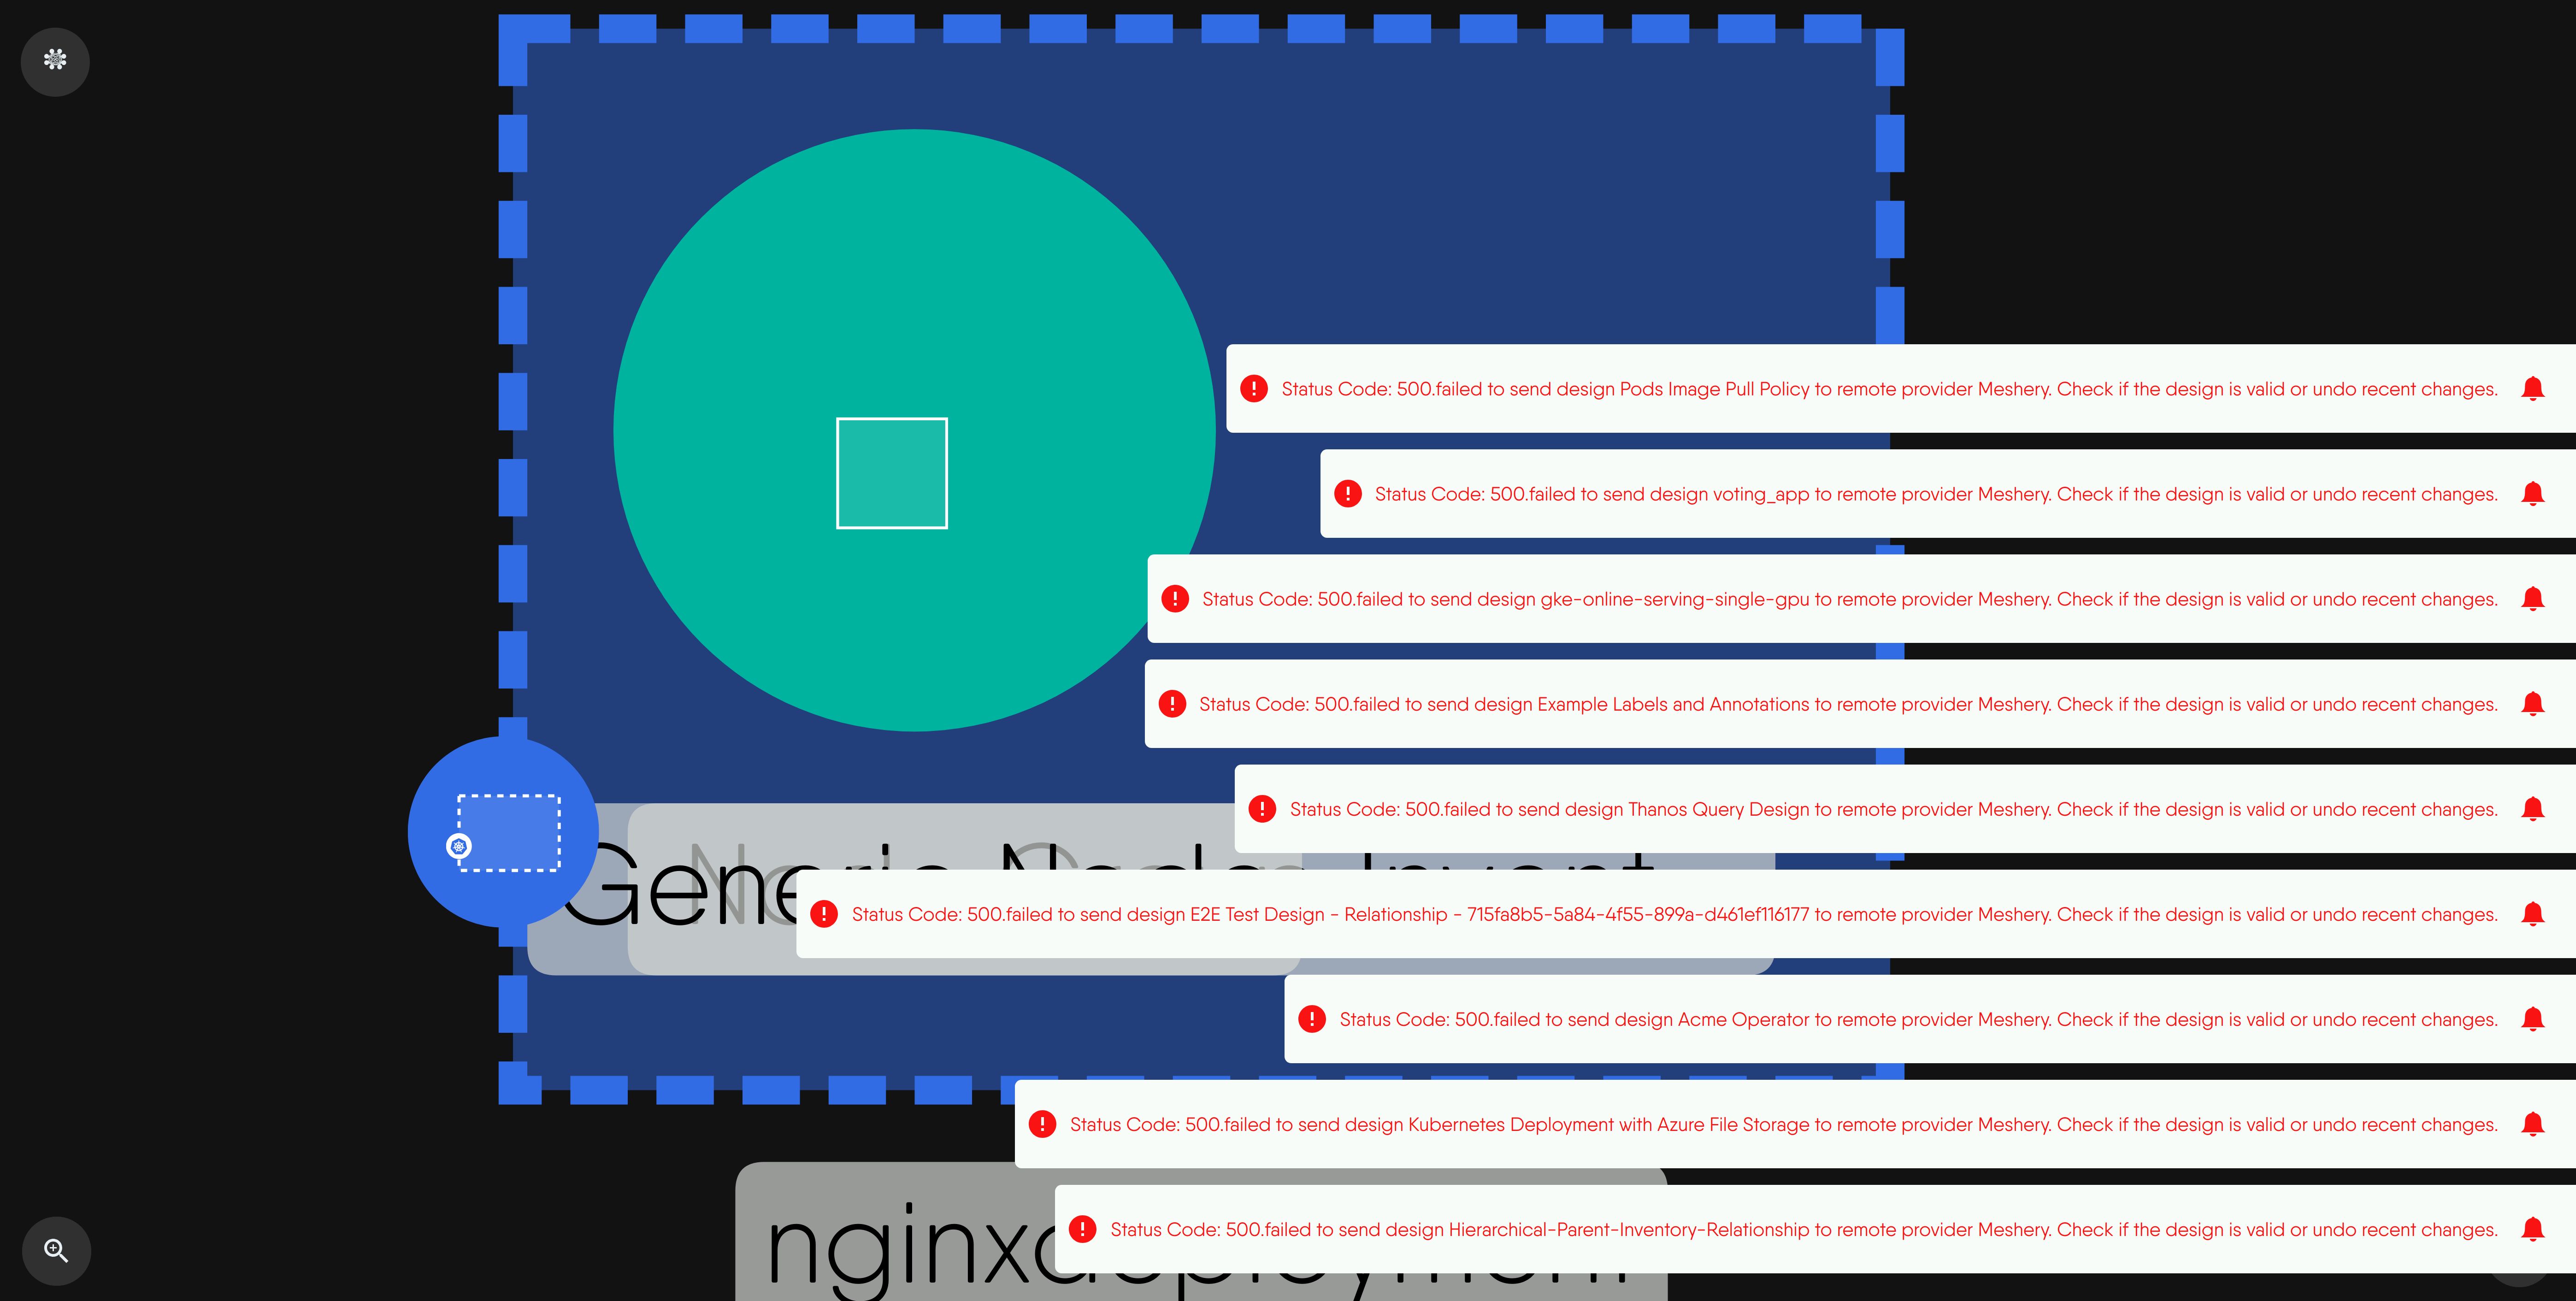 Status Code: 500.failed to send design Pods Image Pull Policy to remote provider Meshery. Check if the design is valid or undo recent changes.
Status Code: 500.failed to send design voting_app to remote provider Meshery. Check if the design is valid or undo recent changes.
Status Code: 500.failed to send design gke-online-serving-single-gpu to remote provider Meshery. Check if the design is valid or undo recent changes.
Status Code: 500.failed to send design Example Labels and Annotations to remote provider Meshery. Check if the design is valid or undo recent changes.
Status Code: 500.failed to send design Thanos Query Design to remote provider Meshery. Check if the design is valid or undo recent changes.
Status Code: 500.failed to send design E2E Test Design - Relationship - 715fa8b5-5a84-4f55-899a-d461ef116177 to remote provider Meshery. Check if the design is valid or undo recent changes.
Status Code: 500.failed to send design Acme Operator to remote provider Meshery. Check if the design is valid or undo recent changes.
Status Code: 500.failed to send design Kubernetes Deployment with Azure File Storage to remote provider Meshery. Check if the design is valid or undo recent changes.
Status Code: 500.failed to send design Hierarchical-Parent-Inventory-Relationship to remote provider Meshery. Check if the design is valid or undo recent changes.